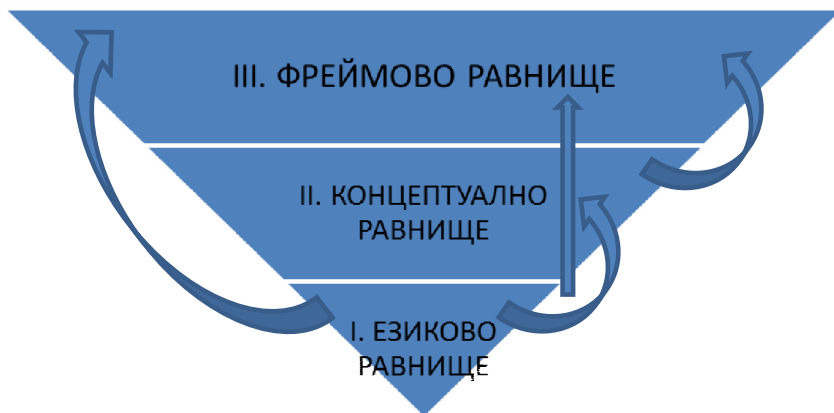 III. ФРЕЙМОВО РАВНИЩЕ
II. КОНЦЕПТУАЛНО
РАВНИЩЕ
I. ЕЗИКОВО
РАВНИЩЕ